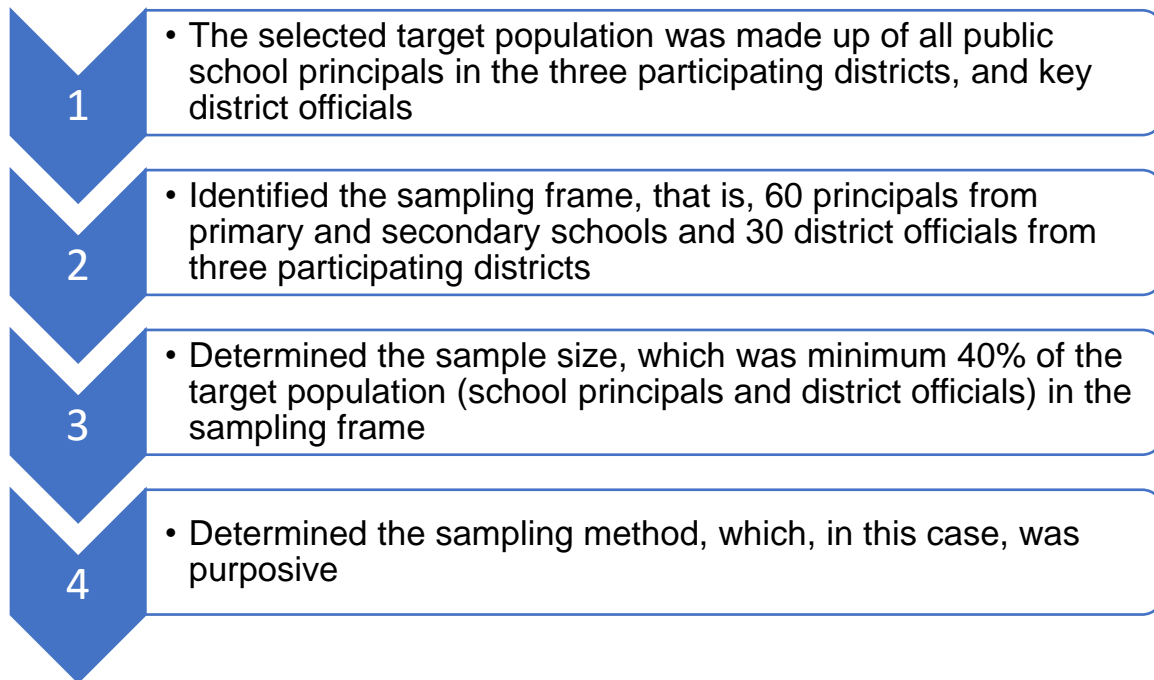 1
• The selected target population was made up of all public
school principals in the three participating districts, and key
district officials
2
• Identified the sampling frame, that is, 60 principals from
primary and secondary schools and 30 district officials from
three participating districts
3
• Determined the sample size, which was minimum 40% of the
target population (school principals and district officials) in the
sampling frame
4
• Determined the sampling method, which, in this case, was
purposive